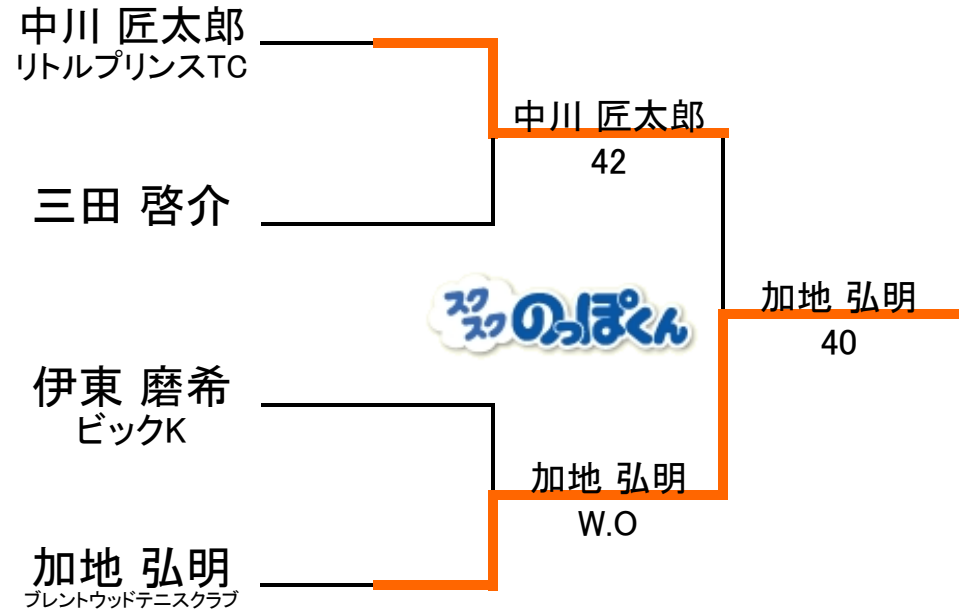 中川 匠太郎
リトルプリンスTC
中川 匠太郎
42
三田 啓介
スク
スク
のっぽくん
加地 弘明
40
伊東 磨希
ビックK
加地 弘明
W.O
加地 弘明
ブレントウッドテニスクラブ